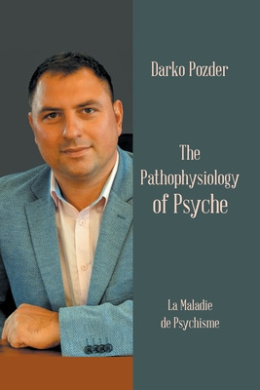 Darko Pozder
The
Pathophysiology
of Psyche
La Maladie
de Psychisme